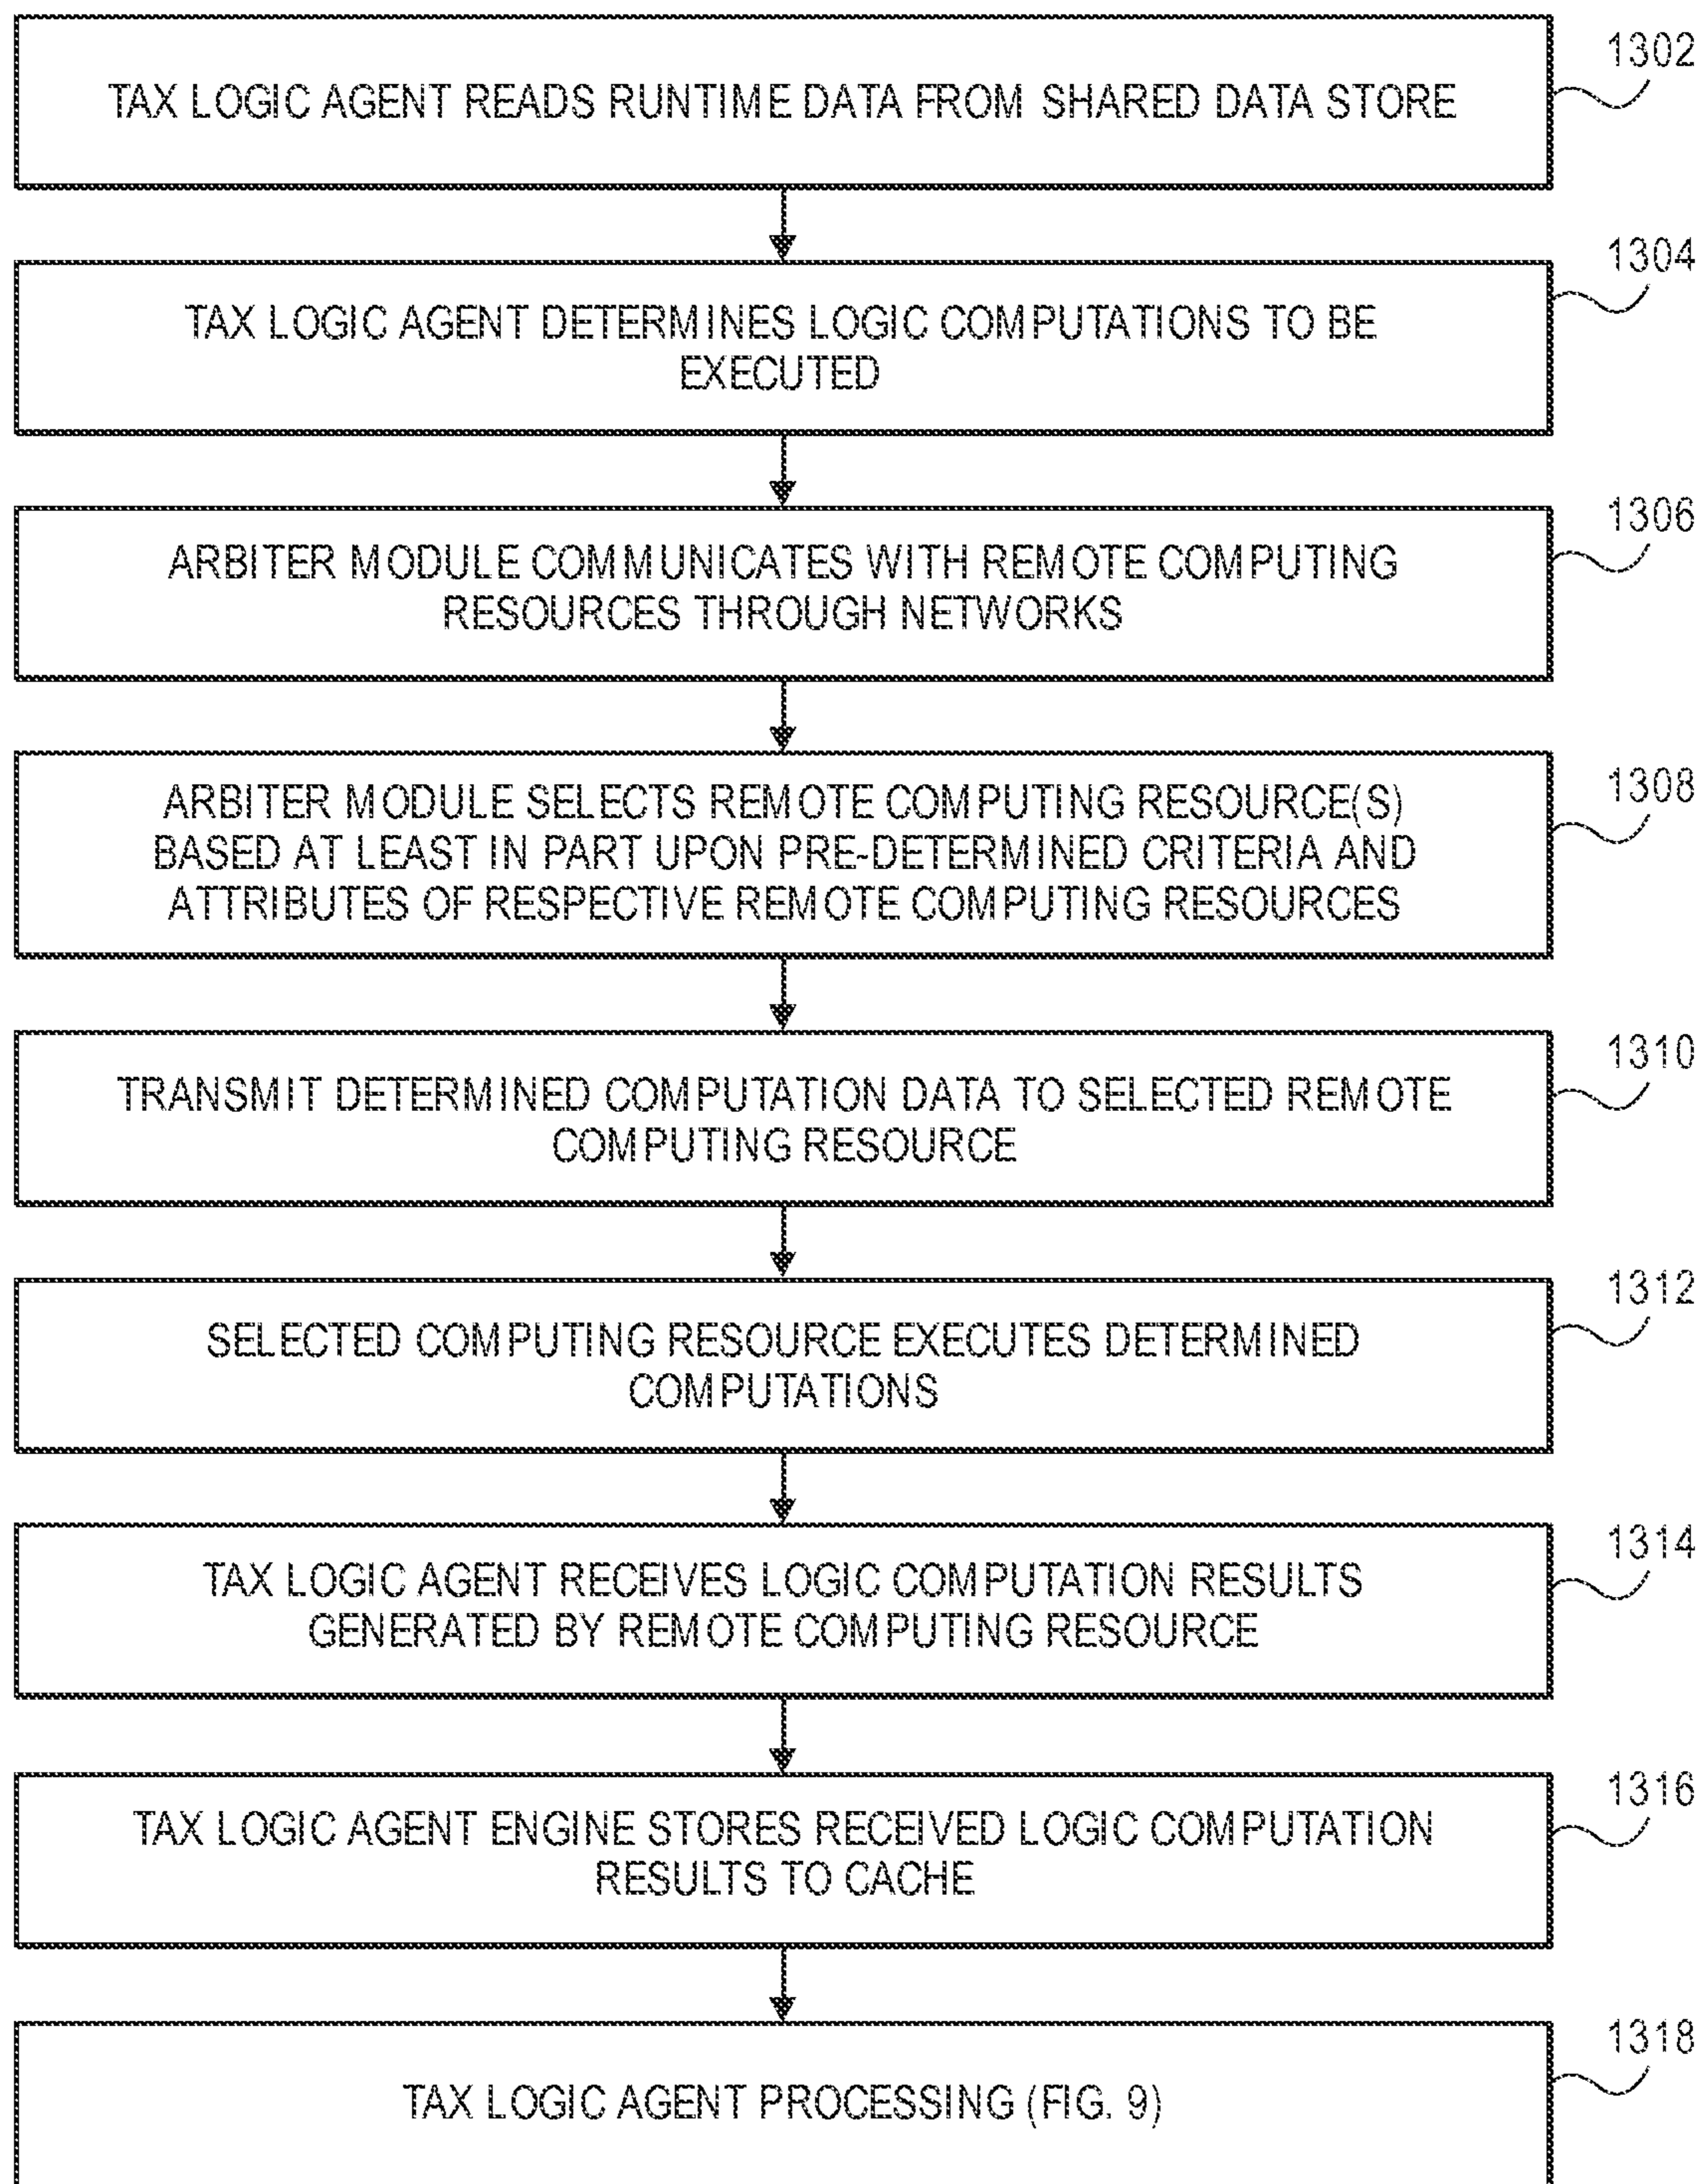 1302
TAX LOGIC AGENT READS RUNTIME DATA FROM SHARED DATA STORE
1304
TAX LOGIC AGENT DETERMINES LOGIC COMPUTATIONS TO BE
EXECUTED
1306
ARBITER MODULE COMMUNICATES WITH REMOTE COMPUTING
RESOURCES THROUGH NETWORKS
1308
ARBITER MODULE SELECTS REMOTE COMPUTING RESOURCE(S)
BASED AT LEAST IN PART UPON PRE-DETERMINED CRITERIA AND
ATTRIBUTES OF RESPECTIVE REMOTE COMPUTING RESOURCES
1310
TRANSMIT DETERMINED COMPUTATION DATA TO SELECTED REMOTE
COMPUTING RESOURCE
1312
SELECTED COMPUTING RESOURCE EXECUTES DETERMINED
COMPUTATIONS
1314
TAX LOGIC AGENT RECEIVES LOGIC COMPUTATION RESULTS
GENERATED BY REMOTE COMPUTING RESOURCE
1316
TAX LOGIC AGENT ENGINE STORES RECEIVED LOGIC COMPUTATION
RESULTS TO CACHE
1318
TAX LOGIC AGENT PROCESSING (FIG. 9)